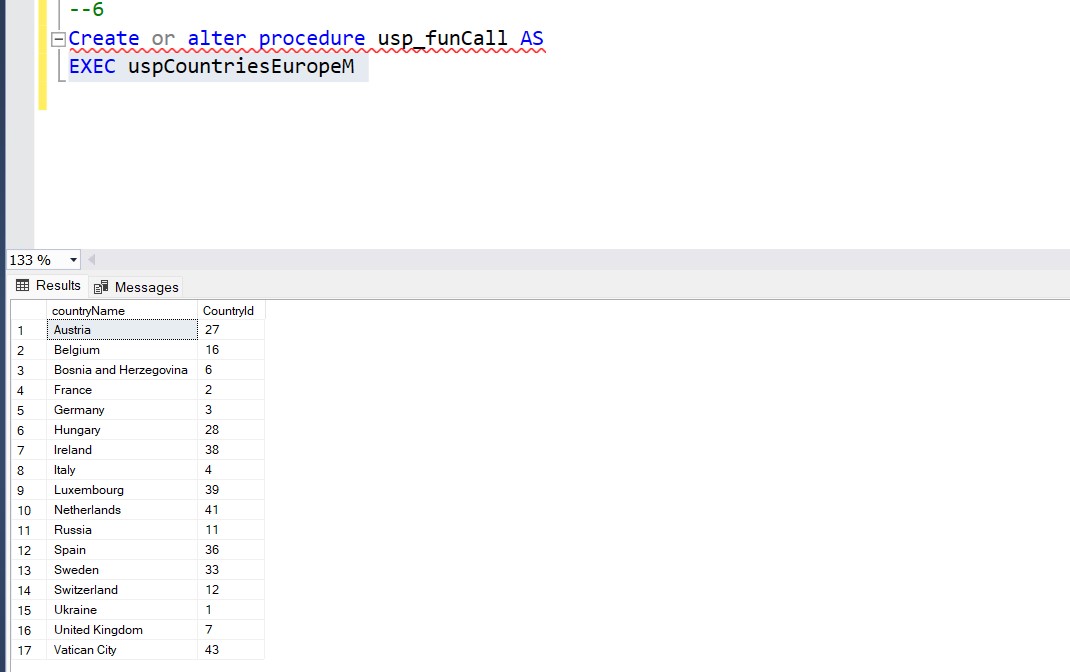 --6
Create or alter procedure usp_funCall AS
EXEC uspCountriesEuropeM
133 %
Results Messages
countryName CountryId
1 Austria 27
2 Belgium 16
3 Bosnia and Herzegovina 6
4 France 2
5 Germany 3
6 Hungary 28
7 Ireland 38
8 Italy 4
9 Luxembourg 39
10 Netherlands 41
11 Russia 11
12 Spain 36
13 Sweden 33
14 Switzerland 12
15 Ukraine 1
16 United Kingdom 7
17 Vatican City 43